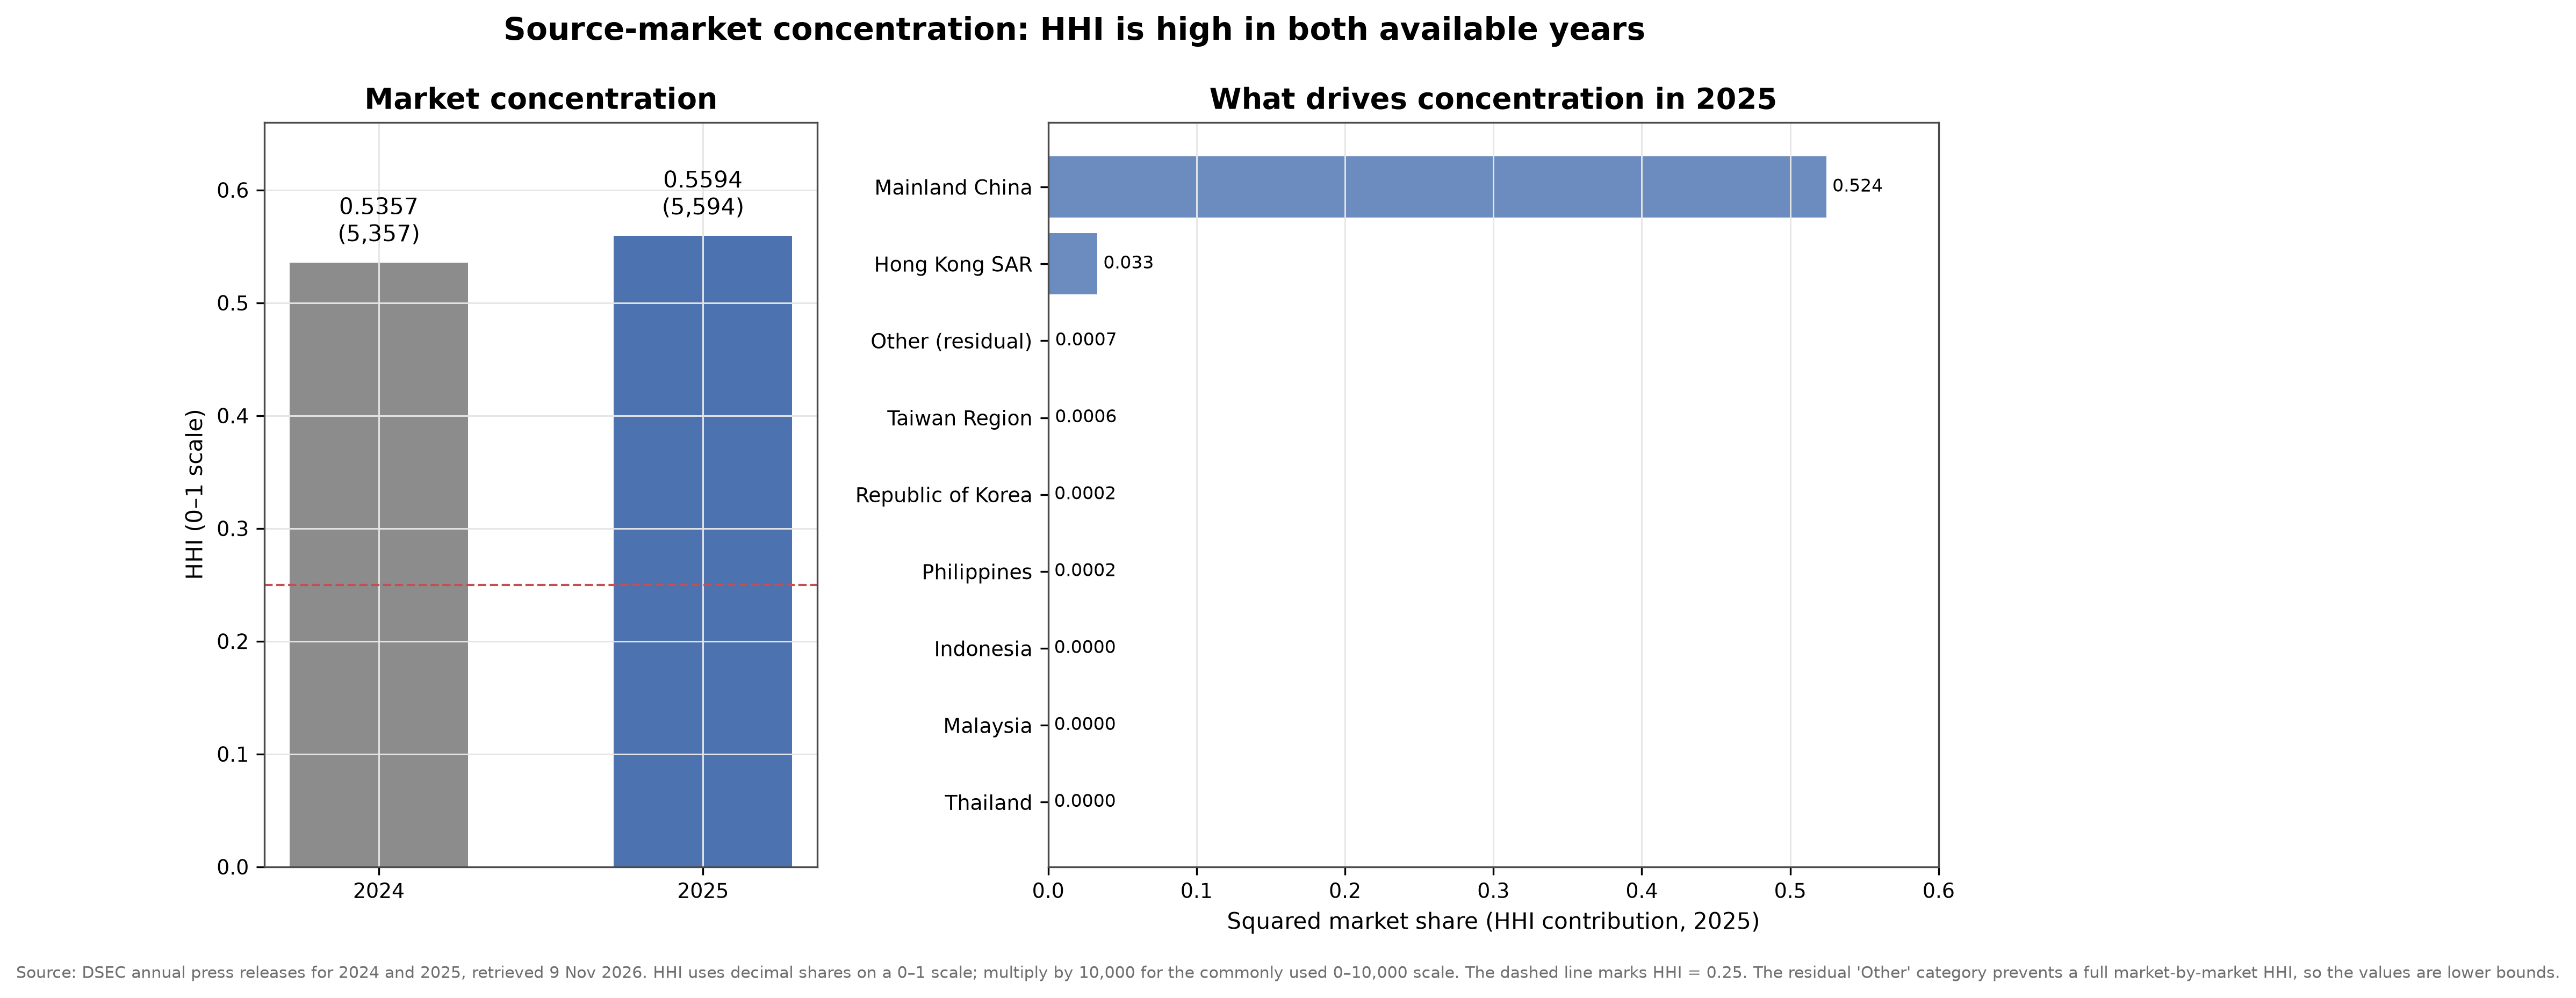 Source-market concentration: HHI is high in both available years
Market concentration
HHI (0–1 scale)
0.6
0.5
0.4
0.3
0.2
0.1
0.0
0.5357
(5,357)
0.5594
(5,594)
2024
2025
What drives concentration in 2025
Mainland China
0.524
Hong Kong SAR
0.033
Other (residual)
0.0007
Taiwan Region
0.0006
Republic of Korea
0.0002
Philippines
0.0002
Indonesia
0.0000
Malaysia
0.0000
Thailand
0.0000
0.0
0.1
0.2
0.3
0.4
0.5
0.6
Squared market share (HHI contribution, 2025)
Source: DSEC annual press releases for 2024 and 2025, retrieved 9 Nov 2026. HHI uses decimal shares on a 0–1 scale; multiply by 10,000 for the commonly used 0–10,000 scale. The dashed line marks HHI = 0.25. The residual 'Other' category prevents a full market-by-market HHI, so the values are lower bounds.